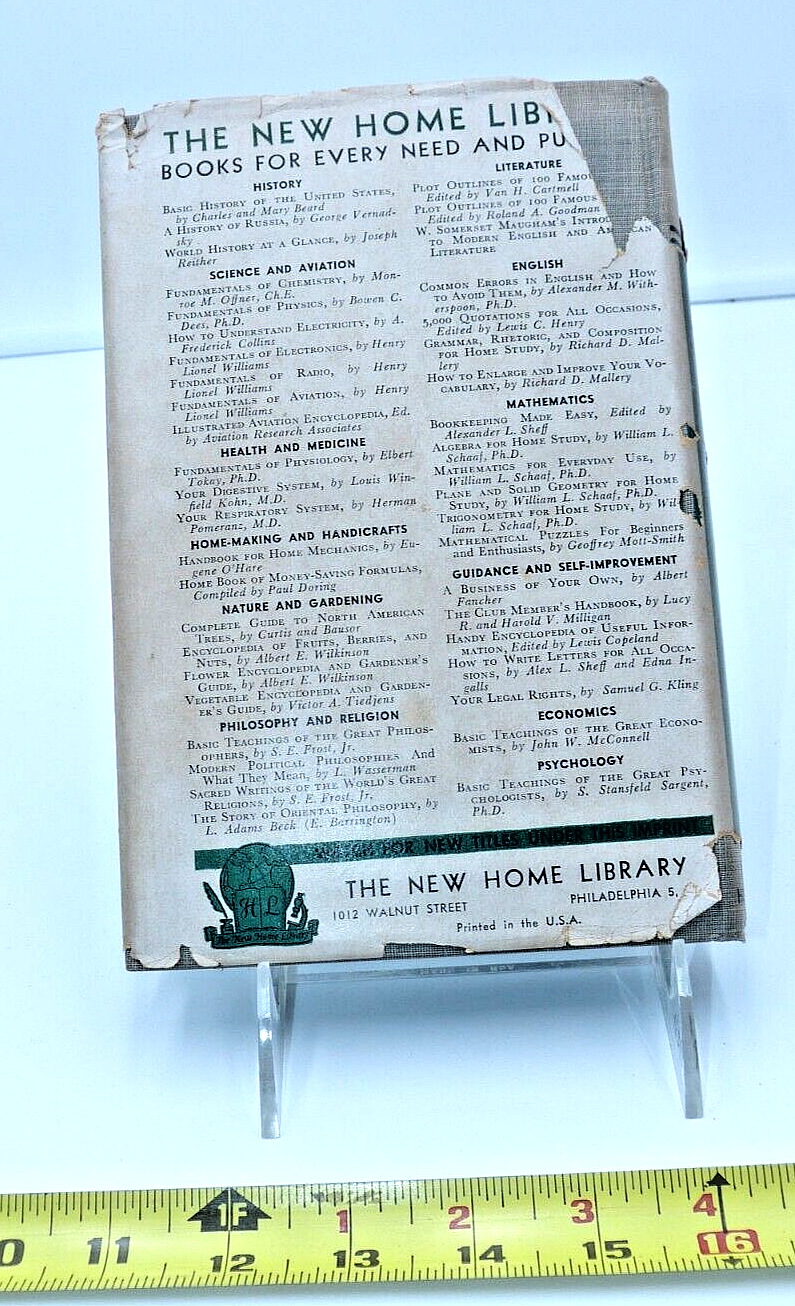 THE NEW HOME LIBR
BOOKS FOR EVERY NEED AND PU
HISTORY
BASIC HISTORY OF THE UNITED STATES,
by Charles and Mary Beard
A HISTORY OF RUSSIA, by George Vernad-
sky
WORLD HISTORY AT A GLANCE, by Joseph
Reither
SCIENCE AND AVIATION
FUNDAMENTALS OF CHEMISTRY, by Mon-
roe M. Offner, Ch.E.
FUNDAMENTALS OF PHYSICS, by Bowen C.
Dees, Ph.D.
HOW TO UNDERSTAND ELECTRICITY, by A.
Frederick Collins
FUNDAMENTALS OF ELECTRONICS, by Henry
Lionel Williams
FUNDAMENTALS OF RADIO, by Henry
Lionel Williams
FUNDAMENTALS OF AVIATION, by Henry
Lionel Williams
ILLUSTRATED AVIATION ENCYCLOPEDIA, Ed.
by Aviation Research Associates
HEALTH AND MEDICINE
FUNDAMENTALS OF PHYSIOLOGY, by Elbert
Tokay, Ph.D.
YOUR DIGESTIVE SYSTEM, by Louis Win-
field Kohn, M.D.
YOUR RESPIRATORY SYSTEM, by Herman
Pomeranz, M.D.
HOME-MAKING AND HANDICRAFTS
HANDBOOK FOR HOME MECHANICS, by Eu-
gene O'Hare
HOME BOOK OF MONEY-SAVING FORMULAS,
Compiled by Paul Doring
NATURE AND GARDENING
COMPLETE GUIDE TO NORTH AMERICAN
TREES, by Curtis and Bausor
ENCYCLOPEDIA OF FRUITS, BERRIES, AND
NUTS, by Albert E. Wilkinson
FLOWER ENCYCLOPEDIA AND GARDENER'S
GUIDE, by Albert E. Wilkinson
VEGETABLE ENCYCLOPEDIA AND GARDEN-
ER'S GUIDE, by Victor A. Tiedjens
PHILOSOPHY AND RELIGION
BASIC TEACHINGS OF THE GREAT PHILOS-
OPHERS, by S. E. Frost, Jr.
MODERN POLITICAL PHILOSOPHIES And
What They Mean, by L. Wasserman
SACRED WRITINGS OF THE WORLD'S GREAT
RELIGIONS, by S. E. Frost, Jr.
THE STORY OF ORIENTAL PHILOSOPHY, by
L. Adams Beck (E. Barrington)
LITERATURE
PLOT OUTLINES OF 100 FAMOU
Edited by Van H. Cartmell
PLOT OUTLINES OF 100 FAMOUS
Edited by Roland A. Goodman
W. SOMERSET MAUGHAM'S INTRO
TO MODERN ENGLISH AND AM ICAN
LITERATURE
ENGLISH
COMMON ERRORS IN ENGLISH AND HOW
TO AVOID THEM, by Alexander M. With-
erspoon, Ph.D.
5,000 QUOTATIONS FOR ALL OCCASIONS,
Edited by Lewis C. Henry
GRAMMAR, RHETORIC, AND COMPOSITION
FOR HOME STUDY, by Richard D. Mal-
lery
HOW TO ENLARGE AND IMPROVE YOUR VO-
CABULARY, by Richard D. Mallery
MATHEMATICS
BOOKKEEPING MADE EASY, Edited by
Alexander L. Sheff
ALGEBRA FOR HOME STUDY, by William L.
Schaaf, Ph.D.
MATHEMATICS FOR EVERYDAY USE, by
William L. Schaaf, Ph.D.
PLANE AND SOLID GEOMETRY FOR HOME
STUDY, by William L. Schaaf, Ph.D.
TRIGONOMETRY FOR HOME STUDY, by Wil-
liam L. Schaaf, Ph.D.
MATHEMATICAL PUZZLES For Beginners
and Enthusiasts, by Geoffrey Mott-Smith
GUIDANCE AND SELF-IMPROVEMENT
A BUSINESS OF YOUR OWN, by Albert
Fancher
THE CLUB MEMBER'S HANDBOOK, by Lucy
R. and Harold V. Milligan
HANDY ENCYCLOPEDIA OF USEFUL INFOR-
MATION, Edited by Lewis Copeland
HOW TO WRITE LETTERS FOR ALL OCCA-
SIONS, by Alex L. Sheff and Edna In-
galls
YOUR LEGAL RIGHTS, by Samuel G. Kling
ECONOMICS
BASIC TEACHINGS OF THE GREAT ECONO-
MISTS, by John W. McConnell
PSYCHOLOGY
BASIC TEACHINGS OF THE GREAT PSY-
CHOLOGISTS, by S. Stansfeld Sargent,
Ph.D.
WATCH FOR NEW TITLES UNDER THIS IMPRINT
H L
The New Home Library
THE NEW HOME LIBRARY
1012 WALNUT STREET PHILADELPHIA 5,
Printed in the U.S.A.
1F 1 2 3 4
0 11 12 13 14 15 16